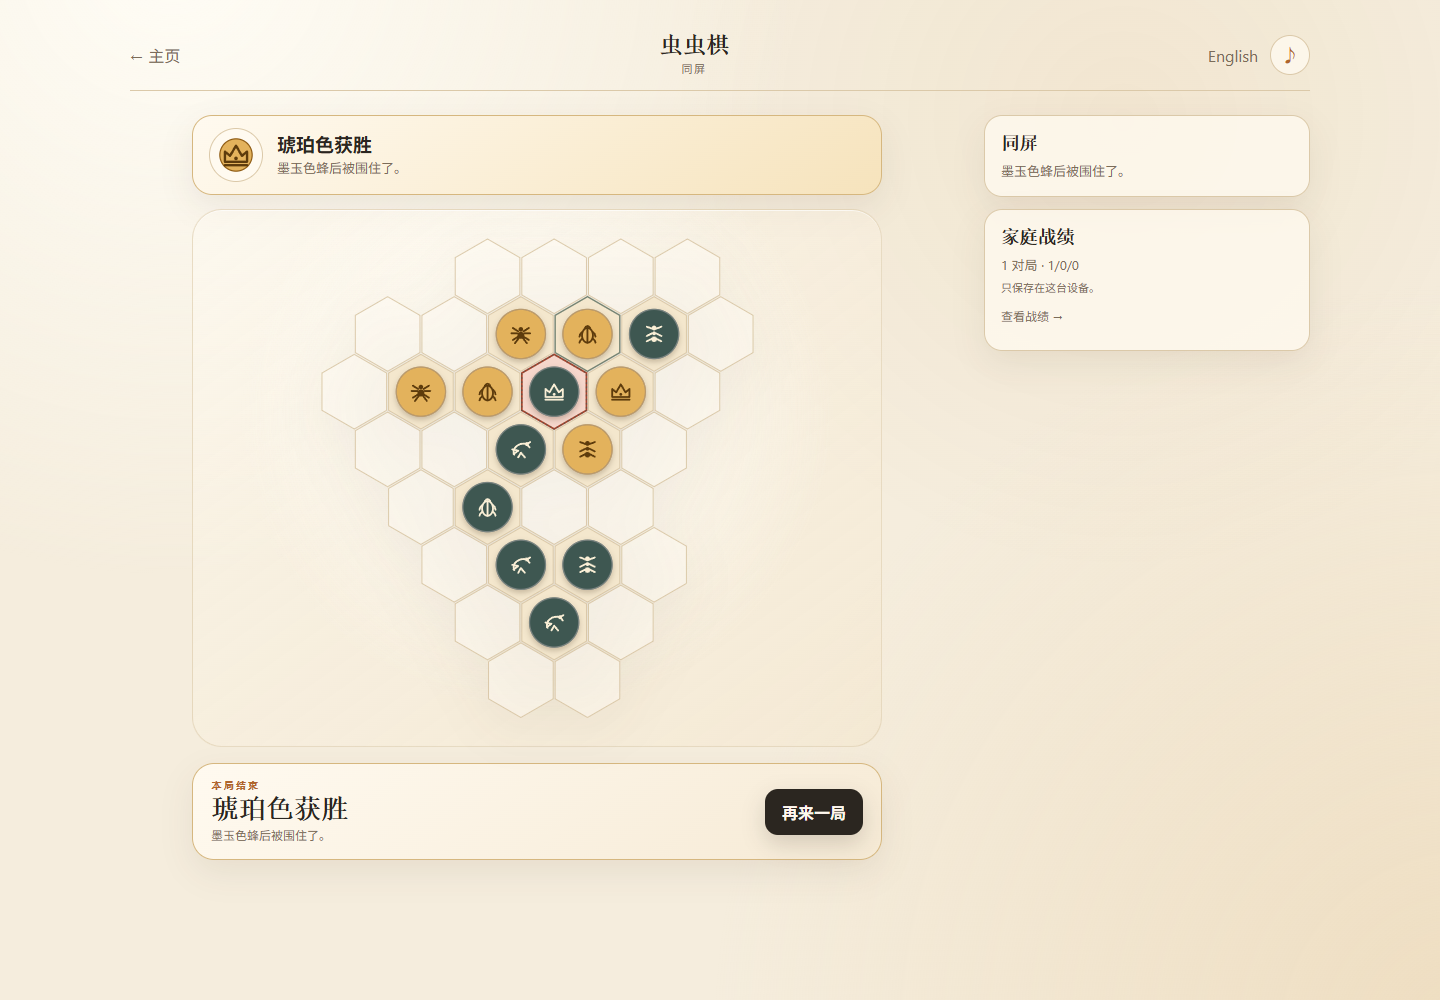 ← 主页
虫虫棋
同屏
English
琥珀色获胜
墨玉色蜂后被围住了。
同屏
墨玉色蜂后被围住了。
家庭战绩
1 对局 · 1/0/0
只保存在这台设备。
查看战绩 →
本局结束
琥珀色获胜
墨玉色蜂后被围住了。
再来一局